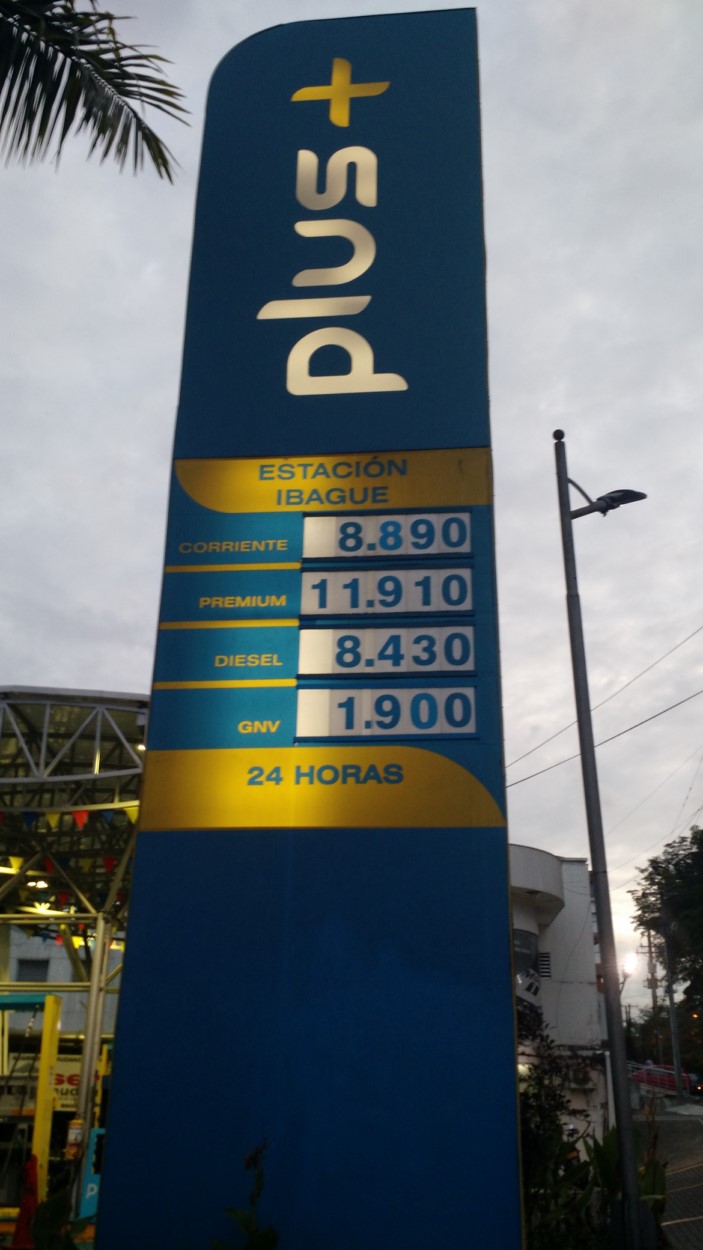 plus+
ESTACIÓN
IBAGUE
CORRIENTE 8.890
PREMIUM 11.910
DIESEL 8.430
GNV 1.900
24 HORAS